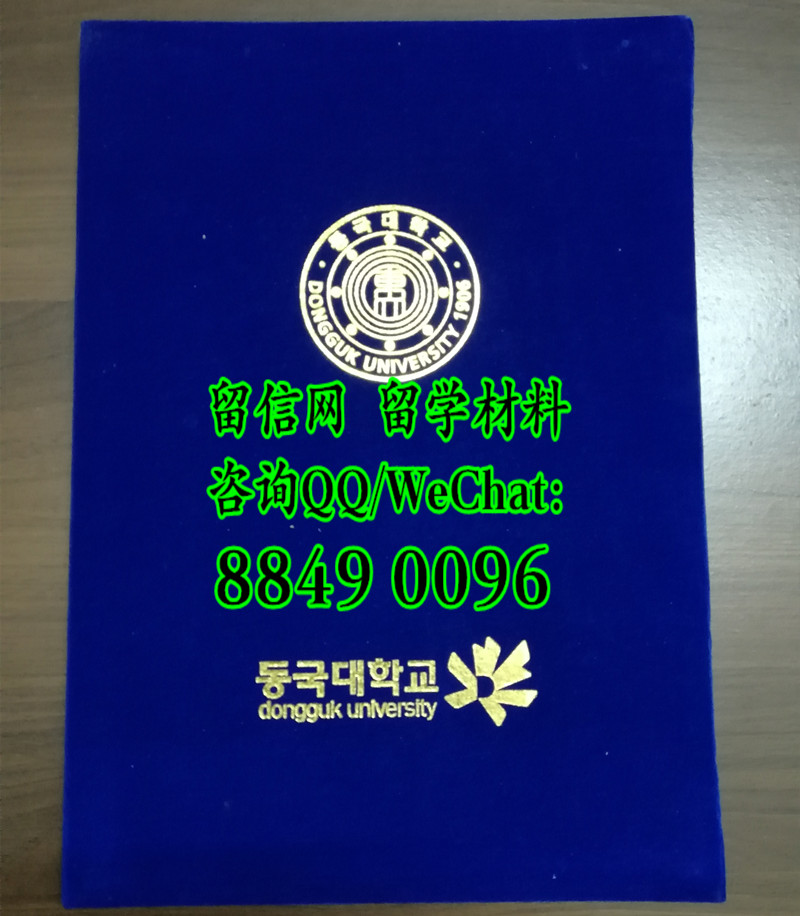 동국대학교
DONGGUK UNIVERSITY 1906
留信网 留学材料
咨询QQ/WeChat:
8849 0096
동국대학교
dongguk university